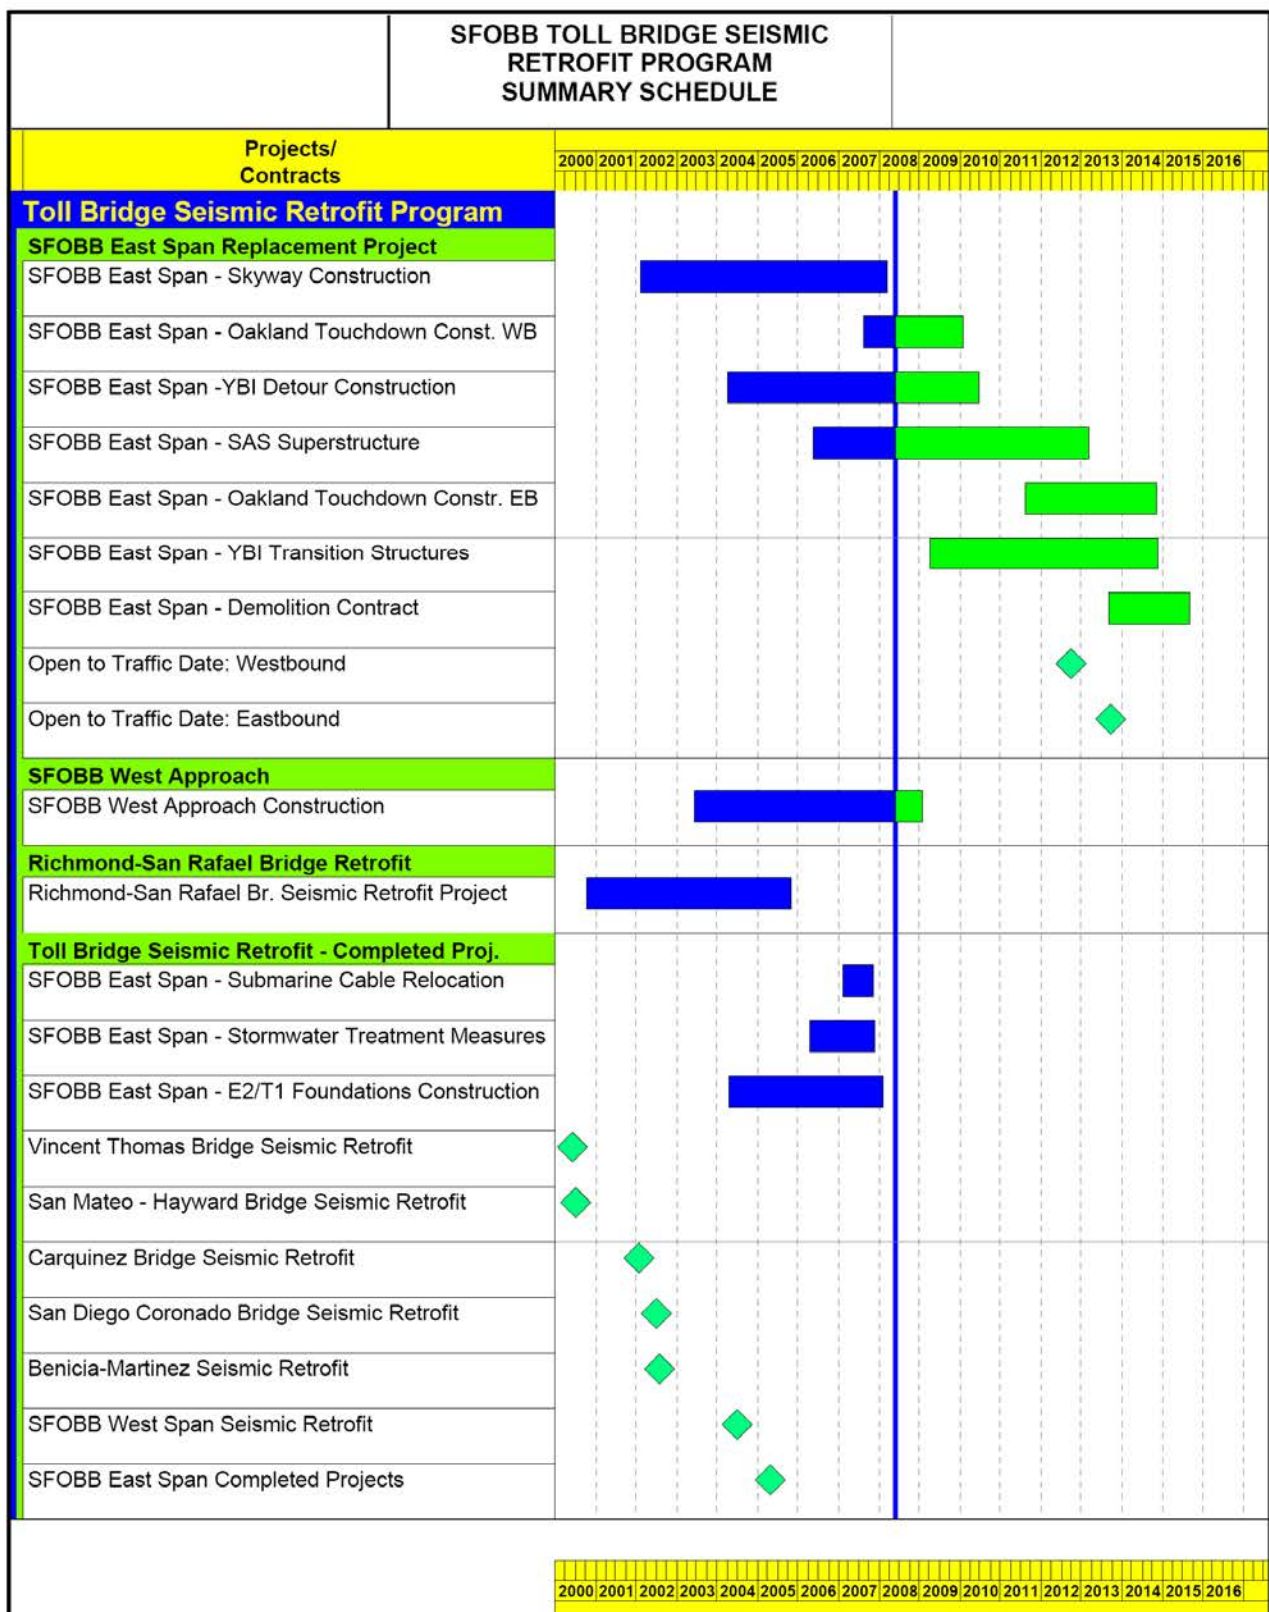 SFOBB TOLL BRIDGE SEISMIC
RETROFIT PROGRAM
SUMMARY SCHEDULE
Projects/
Contracts
2000 2001 2002 2003 2004 2005 2006 2007 2008 2009 2010 2011 2012 2013 2014 2015 2016
Toll Bridge Seismic Retrofit Program
SFOBB East Span Replacement Project
SFOBB East Span - Skyway Construction
SFOBB East Span - Oakland Touchdown Const. WB
SFOBB East Span -YBI Detour Construction
SFOBB East Span - SAS Superstructure
SFOBB East Span - Oakland Touchdown Constr. EB
SFOBB East Span - YBI Transition Structures
SFOBB East Span - Demolition Contract
Open to Traffic Date: Westbound
Open to Traffic Date: Eastbound
SFOBB West Approach
SFOBB West Approach Construction
Richmond-San Rafael Bridge Retrofit
Richmond-San Rafael Br. Seismic Retrofit Project
Toll Bridge Seismic Retrofit - Completed Proj.
SFOBB East Span - Submarine Cable Relocation
SFOBB East Span - Stormwater Treatment Measures
SFOBB East Span - E2/T1 Foundations Construction
Vincent Thomas Bridge Seismic Retrofit
San Mateo - Hayward Bridge Seismic Retrofit
Carquinez Bridge Seismic Retrofit
San Diego Coronado Bridge Seismic Retrofit
Benicia-Martinez Seismic Retrofit
SFOBB West Span Seismic Retrofit
SFOBB East Span Completed Projects
2000 2001 2002 2003 2004 2005 2006 2007 2008 2009 2010 2011 2012 2013 2014 2015 2016